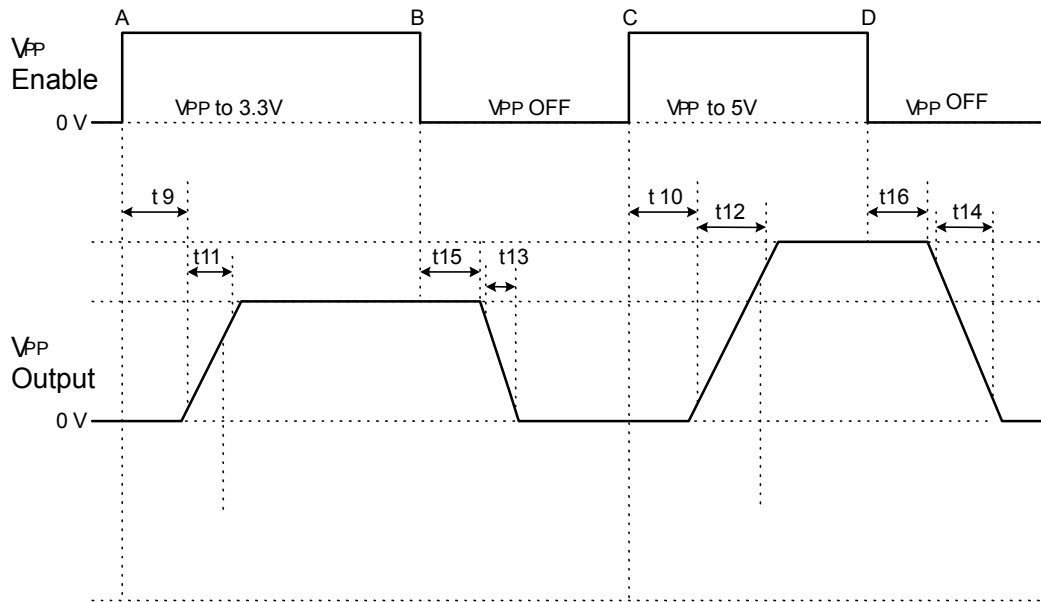 A B C D
VPP
Enable
VPP to 3.3V VPP OFF VPP to 5V VPP OFF
0 V
t 9 t 10 t12 t16 t14
t11 t15 t13
VPP
Output
0 V